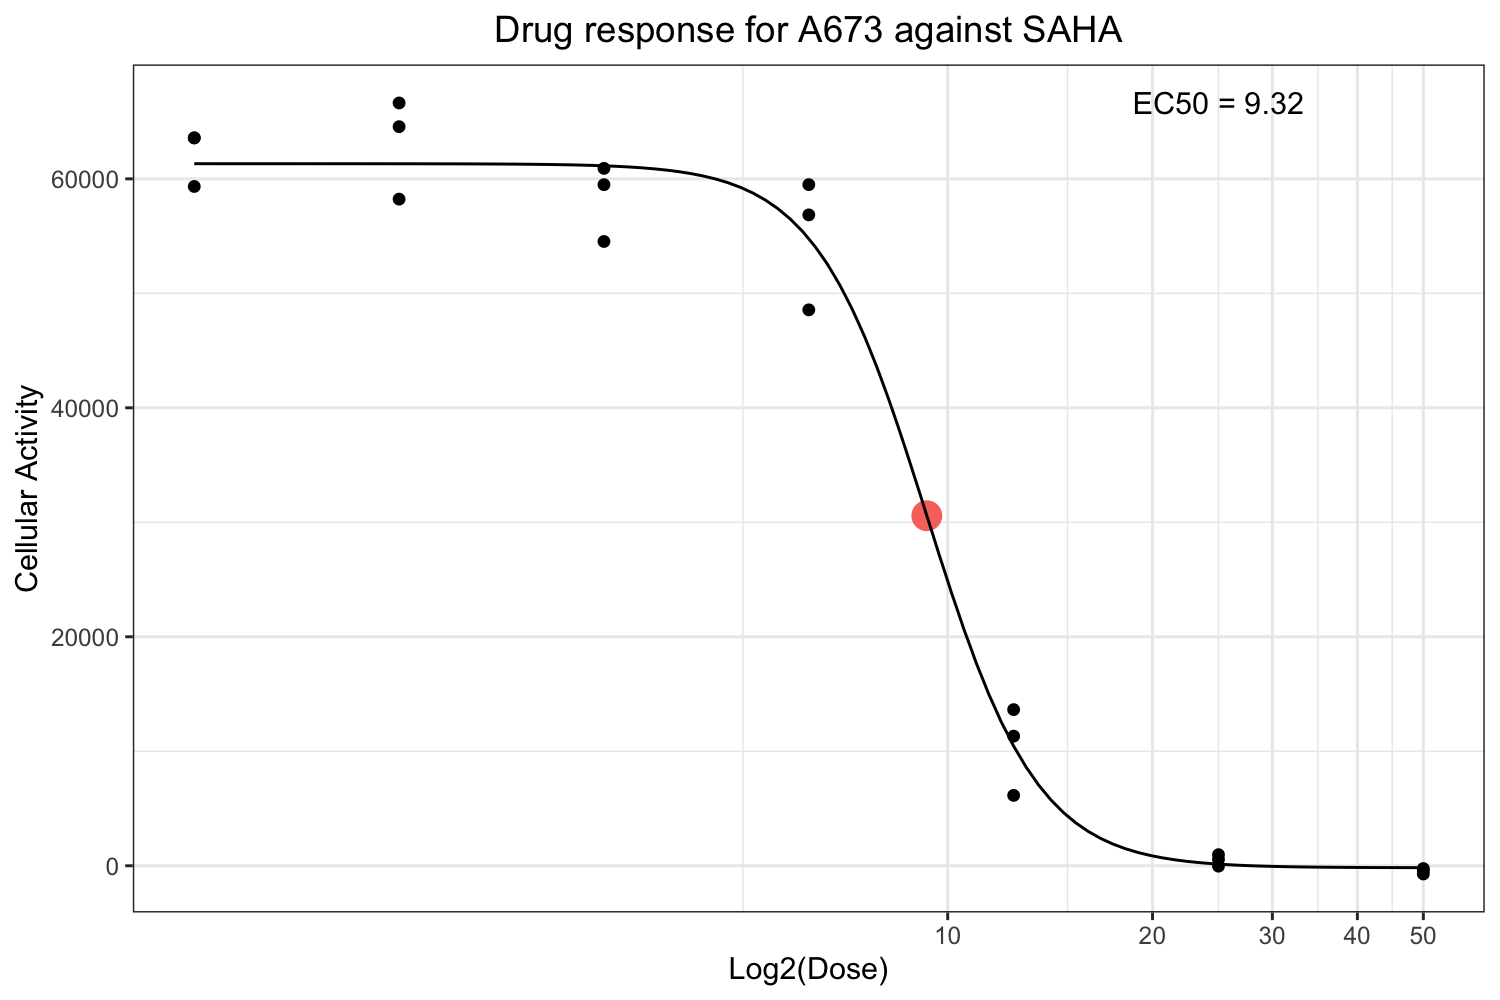 Drug response for A673 against SAHA
EC50 = 9.32
Cellular Activity
60000
40000
20000
0
10 20 30 40 50
Log2(Dose)